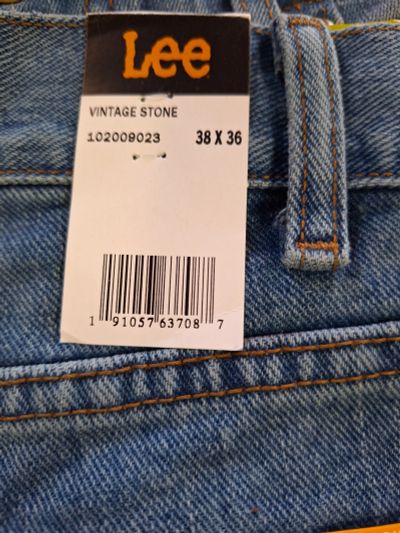 Lee
VINTAGE STONE
102009023 38 X 36
1 91057 63708 7